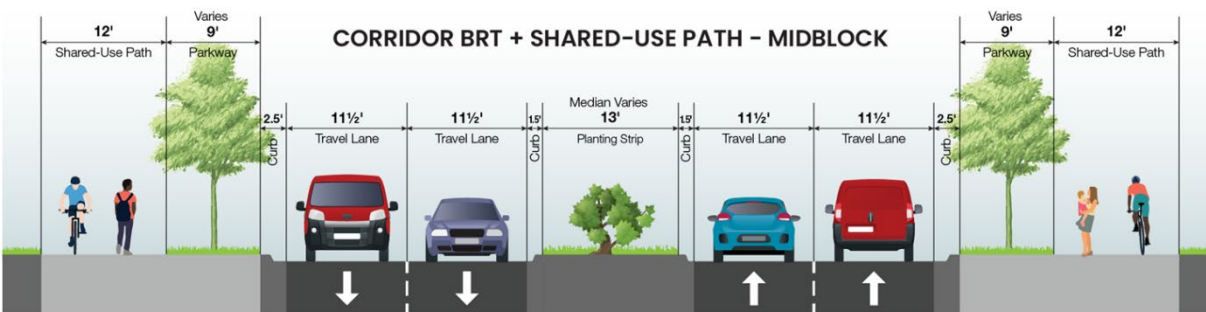 CORRIDOR BRT + SHARED-USE PATH - MIDBLOCK
12'
Shared-Use Path
Varies
9'
Parkway
2.5'
Curb
11½'
Travel Lane
11½'
Travel Lane
1.5'
Curb
Median Varies
13'
Planting Strip
1.5'
Curb
11½'
Travel Lane
11½'
Travel Lane
2.5'
Curb
Varies
9'
Parkway
12'
Shared-Use Path